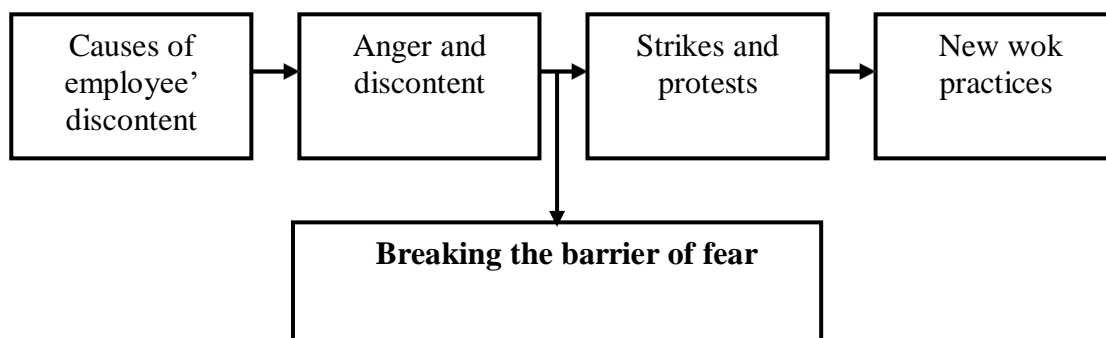 Causes of
employee’
discontent
Anger and
discontent
Strikes and
protests
New wok
practices
Breaking the barrier of fear